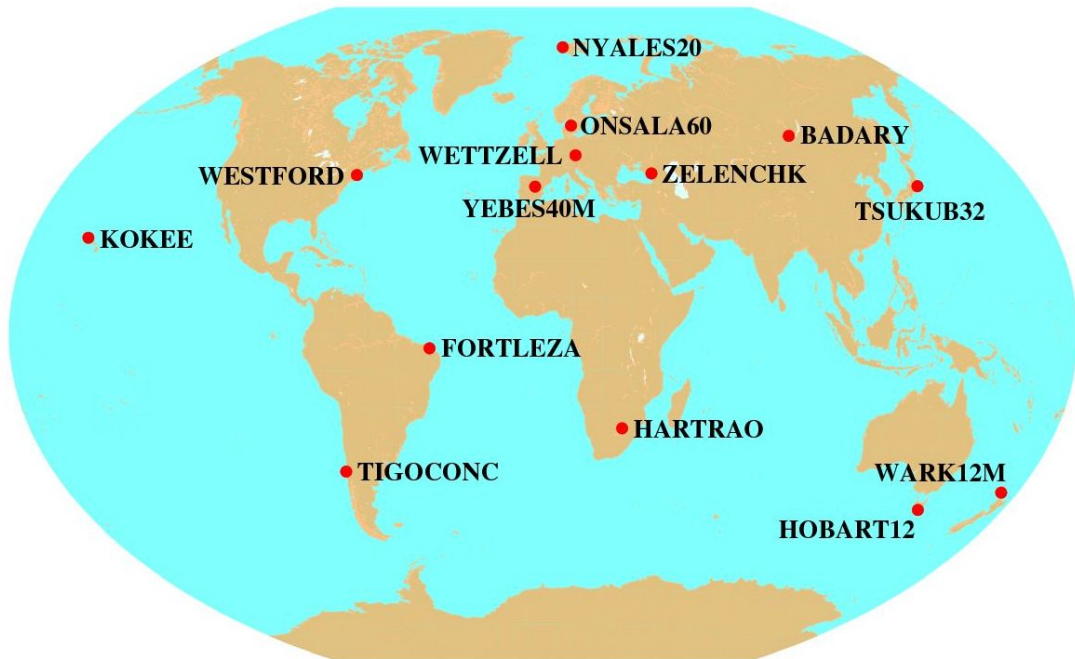 NYALES20
ONSALA60
BADARY
WETTZELL
ZELENCHK
WESTFORD
YEBES40M
TSUKUB32
KOKEE
FORTLEZA
HARTRAO
TIGOCONC
WARK12M
HOBART12